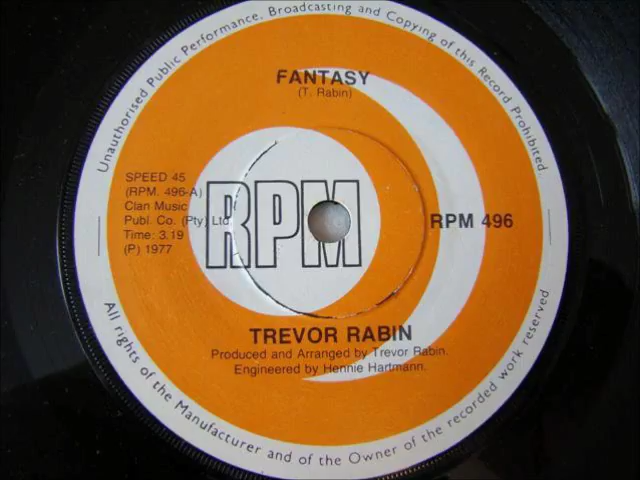 Unauthorised Public Performance, Broadcasting and Copying of this Record Prohibited.
FANTASY
(T. Rabin)
SPEED 45
(RPM. 496-A)
Clan Music
Publ. Co. (Pty) Ltd.
Time: 3.19
(P) 1977
RPM
RPM 496
TREVOR RABIN
Produced and Arranged by Trevor Rabin.
Engineered by Hennie Hartmann.
All rights of the Manufacturer and of the Owner of the recorded work reserved